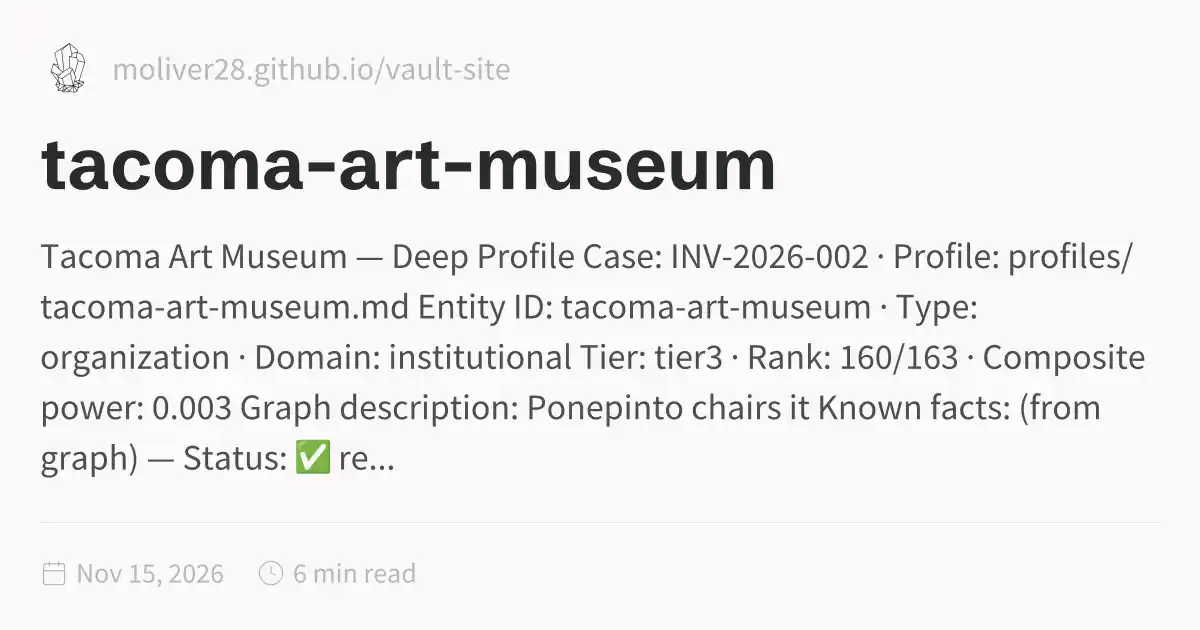 moliver28.github.io/vault-site
tacoma-art-museum
Tacoma Art Museum — Deep Profile Case: INV-2026-002 · Profile: profiles/
tacoma-art-museum.md Entity ID: tacoma-art-museum · Type:
organization · Domain: institutional Tier: tier3 · Rank: 160/163 · Composite
power: 0.003 Graph description: Ponepinto chairs it Known facts: (from
graph) — Status: ✅ re...
Nov 15, 2026 6 min read